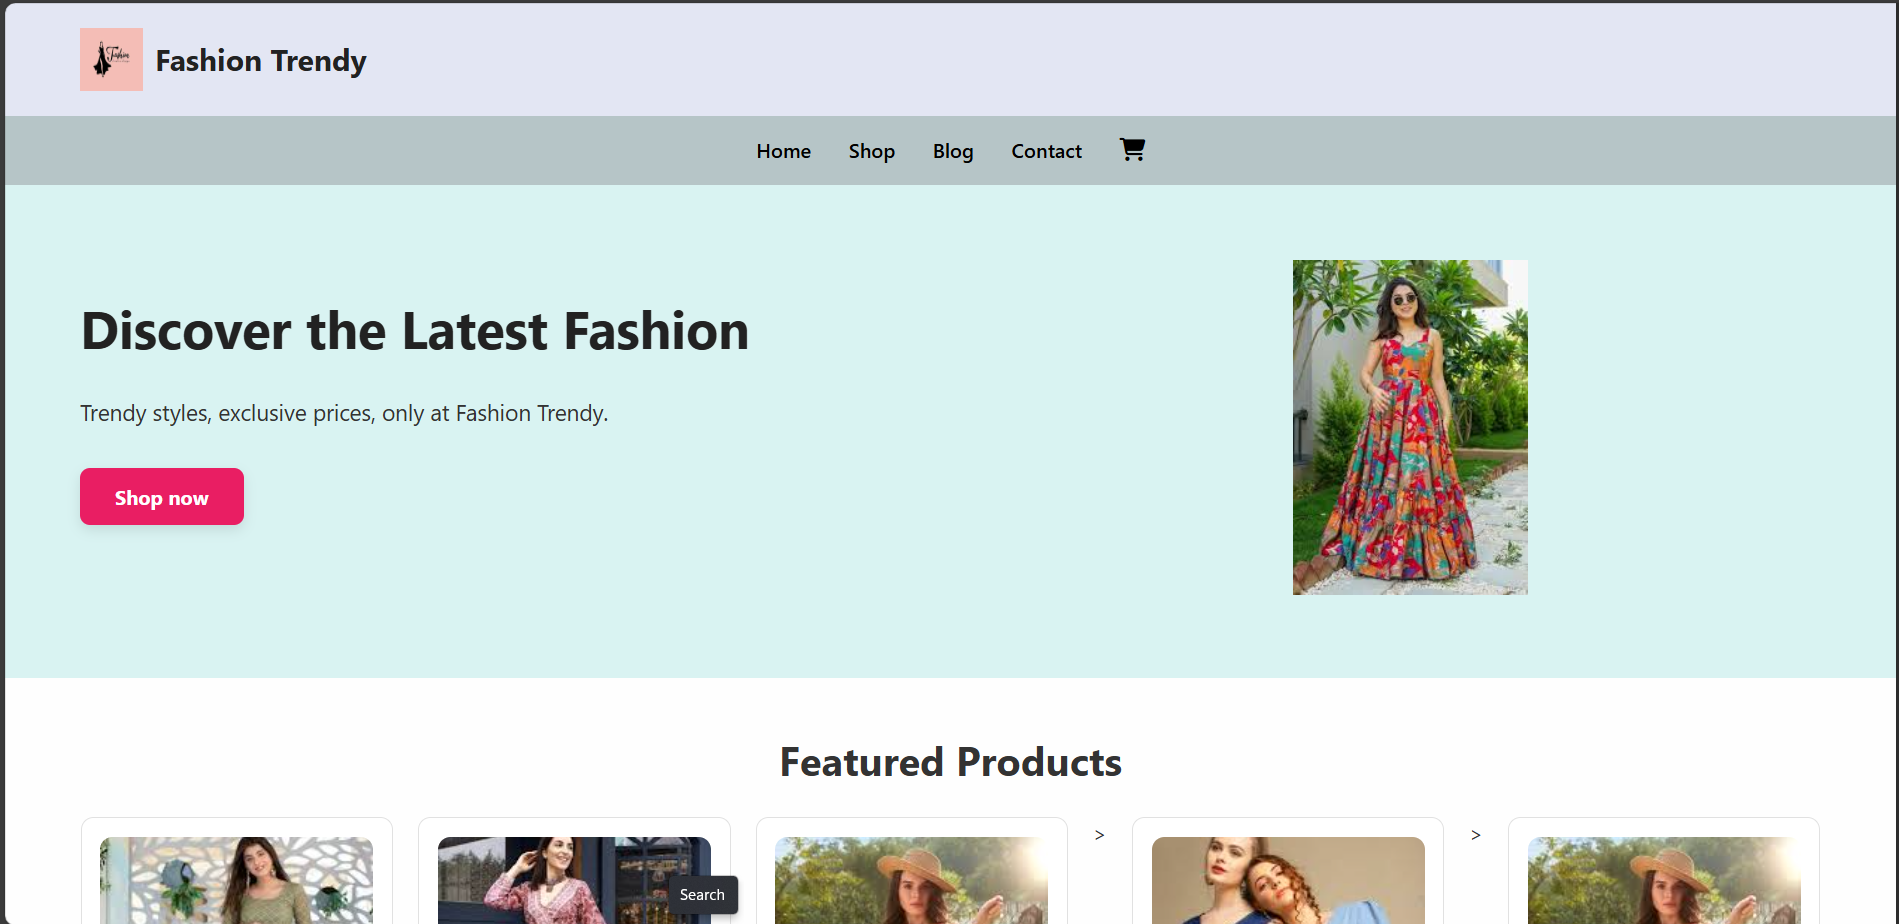 Fashion
Fashion Trendy
Home Shop Blog Contact
Discover the Latest Fashion
Trendy styles, exclusive prices, only at Fashion Trendy.
Shop now
Featured Products
> >
Search